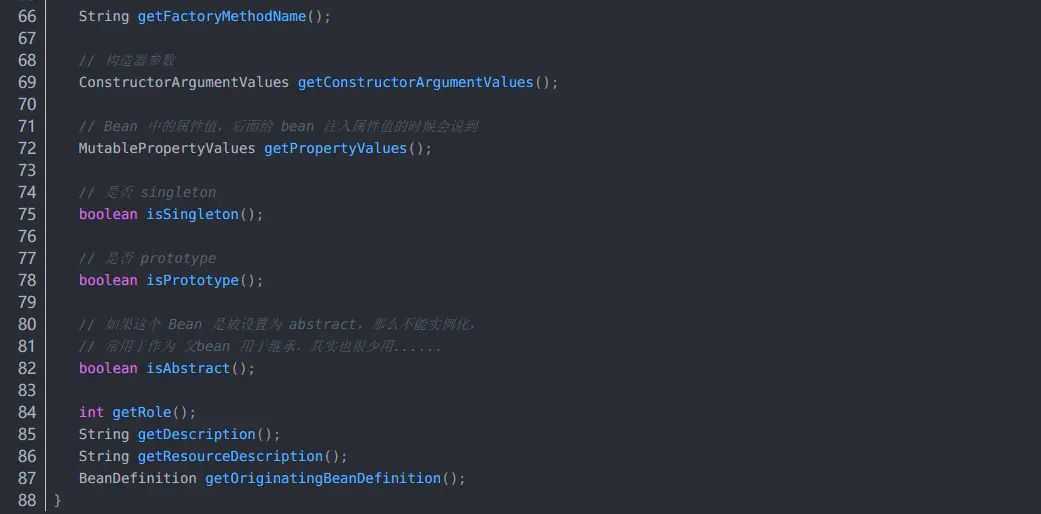 66 String getFactoryMethodName();
67
68 // 构造器参数
69 ConstructorArgumentValues getConstructorArgumentValues();
70
71 // Bean 中的属性值，后面给 bean 注入属性值的时候会说到
72 MutablePropertyValues getPropertyValues();
73
74 // 是否 singleton
75 boolean isSingleton();
76
77 // 是否 prototype
78 boolean isPrototype();
79
80 // 如果这个 Bean 是被设置为 abstract，那么不能实例化，
81 // 常用于作为 父bean 用于继承，其实也很少用......
82 boolean isAbstract();
83
84 int getRole();
85 String getDescription();
86 String getResourceDescription();
87 BeanDefinition getOriginatingBeanDefinition();
88 }